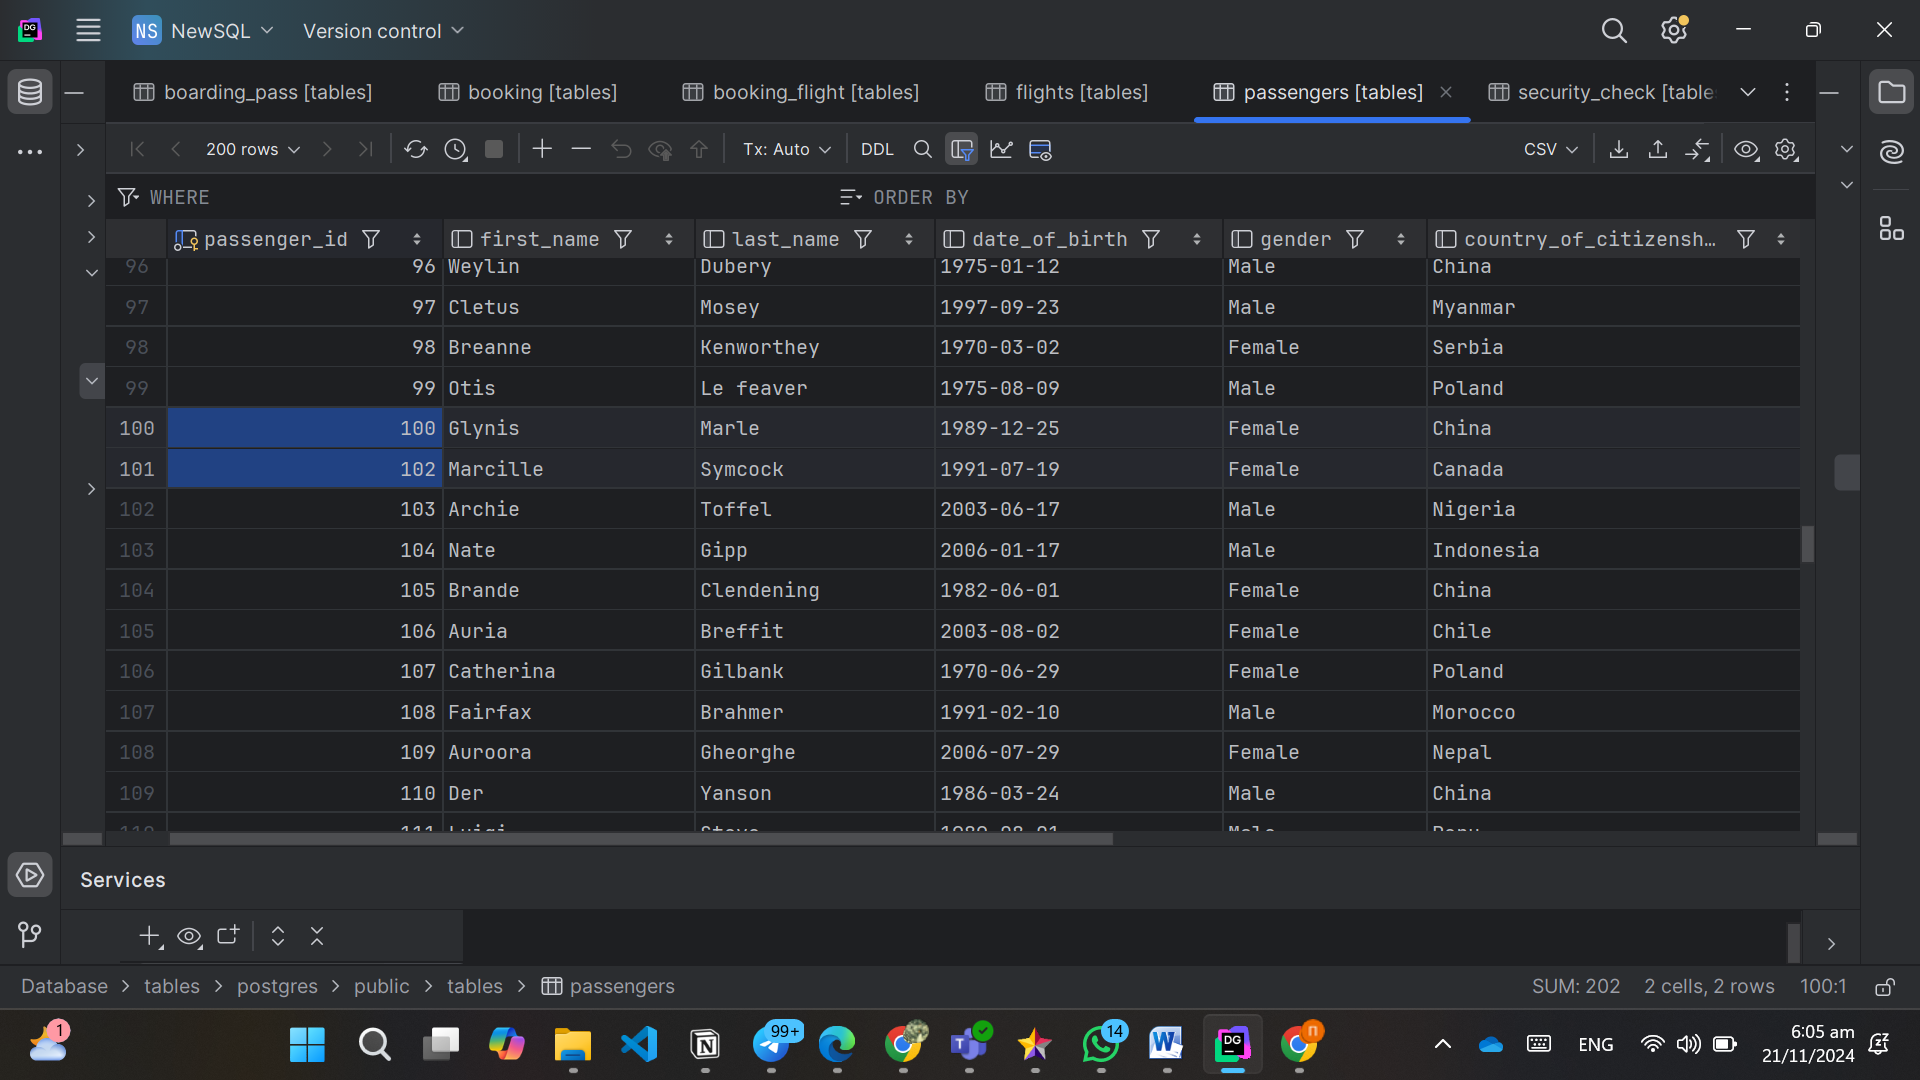 DG NS NewSQL Version control
boarding_pass [tables] booking [tables] booking_flight [tables] flights [tables] passengers [tables] security_check [table
200 rows Tx: Auto DDL CSV
WHERE ORDER BY
passenger_id first_name last_name date_of_birth gender country_of_citizensh…
96 96 Weylin Dubery 1975-01-12 Male China
97 97 Cletus Mosey 1997-09-23 Male Myanmar
98 98 Breanne Kenworthey 1970-03-02 Female Serbia
99 99 Otis Le feaver 1975-08-09 Male Poland
100 100 Glynis Marle 1989-12-25 Female China
101 102 Marcille Symcock 1991-07-19 Female Canada
102 103 Archie Toffel 2003-06-17 Male Nigeria
103 104 Nate Gipp 2006-01-17 Male Indonesia
104 105 Brande Clendening 1982-06-01 Female China
105 106 Auria Breffit 2003-08-02 Female Chile
106 107 Catherina Gilbank 1970-06-29 Female Poland
107 108 Fairfax Brahmer 1991-02-10 Male Morocco
108 109 Auroora Gheorghe 2006-07-29 Female Nepal
109 110 Der Yanson 1986-03-24 Male China
110 111 Male Peru
Services
Database tables postgres public tables passengers SUM: 202 2 cells, 2 rows 100:1
1 99+ 14 DG n ENG 6:05 am
21/11/2024